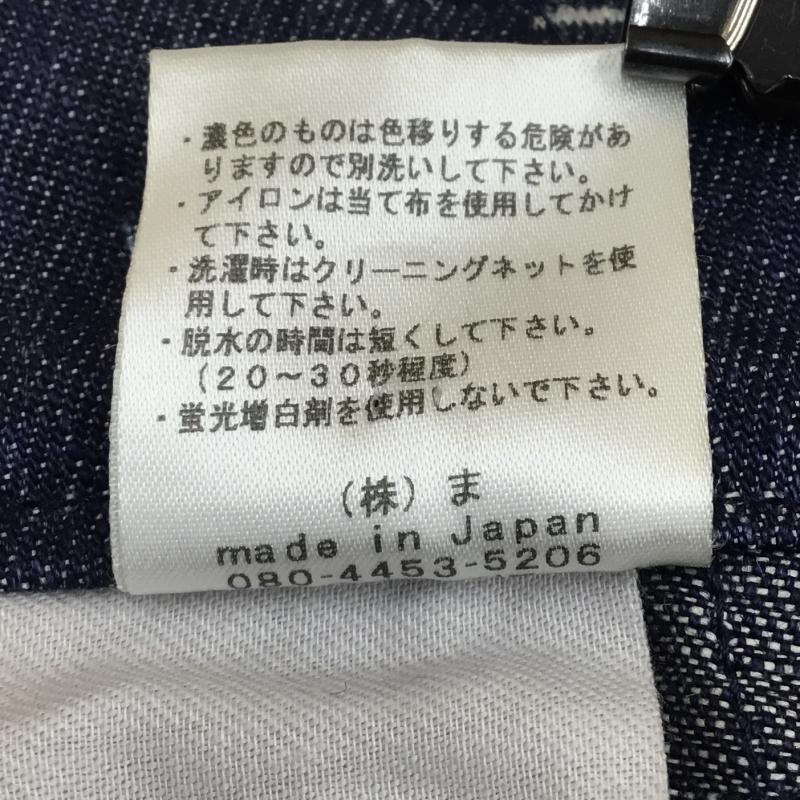 ・濃色のものは色移りする危険があ
りますので別洗いして下さい。
・アイロンは当て布を使用してかけ
て下さい。
・洗濯時はクリーニングネットを使
用して下さい。
・脱水の時間は短くして下さい。
(20～30秒程度)
・蛍光増白剤を使用しないで下さい。
(株)ま
made in Japan
080-4453-5206